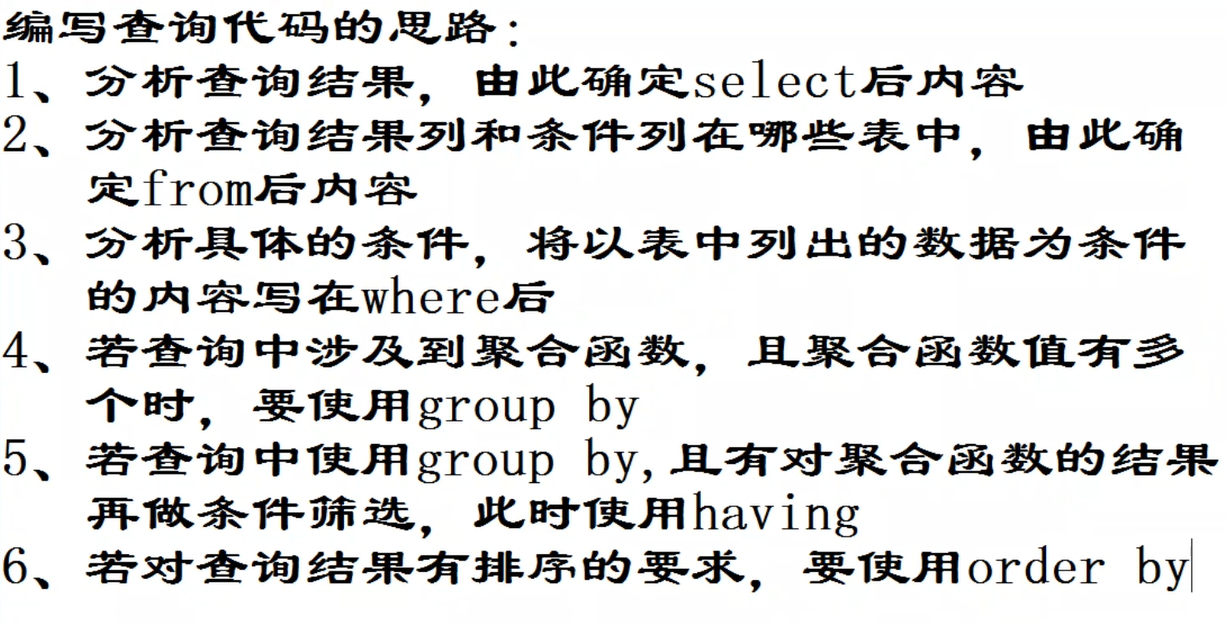 编写查询代码的思路:
1、分析查询结果，由此确定select后内容
2、分析查询结果列和条件列在哪些表中，由此确
定from后内容
3、分析具体的条件，将以表中列出的数据为条件
的内容写在where后
4、若查询中涉及到聚合函数，且聚合函数值有多
个时，要使用group by
5、若查询中使用group by,且有对聚合函数的结果
再做条件筛选，此时使用having
6、若对查询结果有排序的要求，要使用order by